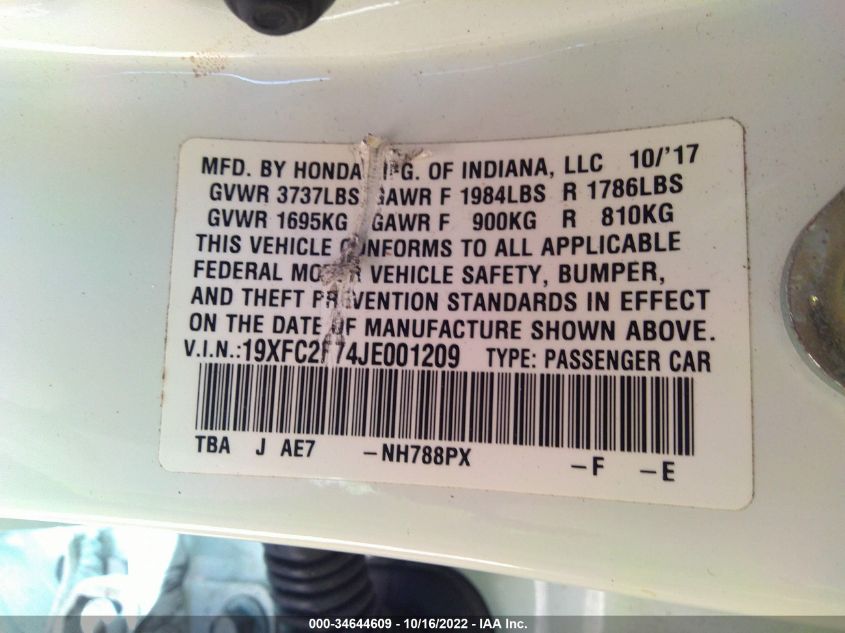 MFD. BY HONDA MFG. OF INDIANA, LLC 10/'17
GVWR 3737LBS GAWR F 1984LBS R 1786LBS
GVWR 1695KG GAWR F 900KG R 810KG
THIS VEHICLE CONFORMS TO ALL APPLICABLE
FEDERAL MOTOR VEHICLE SAFETY, BUMPER,
AND THEFT PREVENTION STANDARDS IN EFFECT
ON THE DATE OF MANUFACTURE SHOWN ABOVE.
V.I.N.:19XFC2F74JE001209 TYPE: PASSENGER CAR
TBA J AE7 –NH788PX –F –E
000-34644609 - 10/16/2022 - IAA Inc.